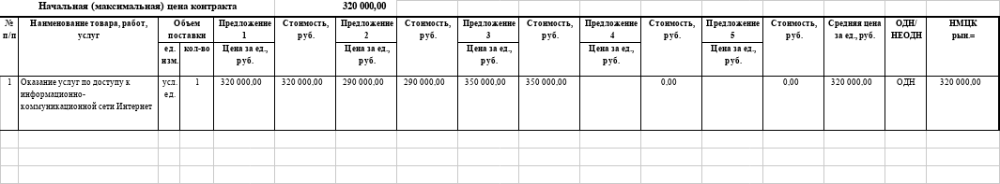 Начальная (максимальная) цена контракта 320 000,00
№ п/п Наименование товара, работ, услуг Объем поставки Предложение 1 Стоимость, руб. Предложение 2 Стоимость, руб. Предложение 3 Стоимость, руб. Предложение 4 Стоимость, руб. Предложение 5 Стоимость, руб. Средняя цена за ед., руб. ОДН/НЕОДН НМЦК рын.=
ед. изм. кол-во Цена за ед., руб. Цена за ед., руб. Цена за ед., руб. Цена за ед., руб. Цена за ед., руб.
1 Оказание услуг по доступу к информационно-коммуникационной сети Интернет усл. ед. 1 320 000,00 320 000,00 290 000,00 290 000,00 350 000,00 350 000,00 0,00 0,00 320 000,00 ОДН 320 000,00